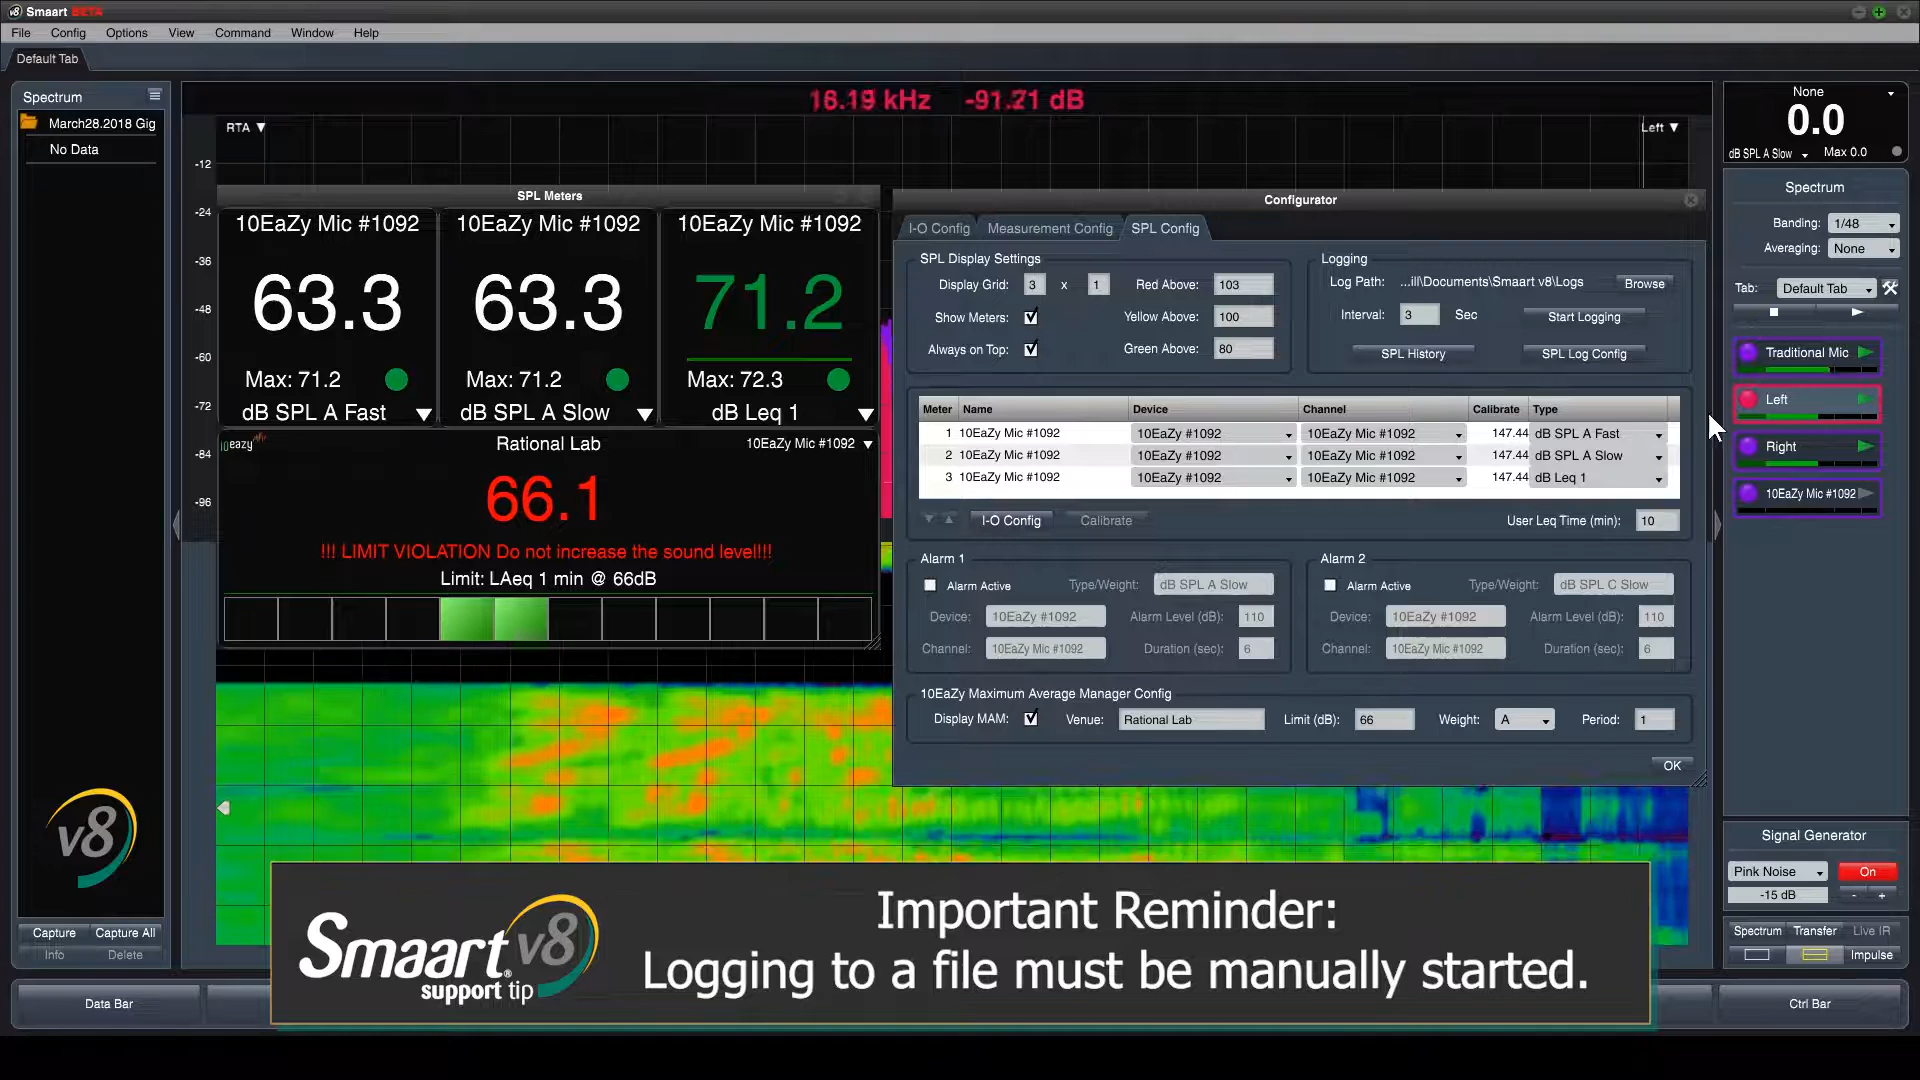 v8 Smaart BETA
File Config Options View Command Window Help
Default Tab
Spectrum
March28.2018 Gig
No Data
v8
Capture Capture All
Info Delete
Data Bar
16.19 kHz -91.21 dB
RTA
Left
-12
-24
-36
-48
-60
-72
-84
-96
SPL Meters
10EaZy Mic #1092 10EaZy Mic #1092 10EaZy Mic #1092
63.3 63.3 71.2
Max: 71.2 Max: 71.2 Max: 72.3
dB SPL A Fast dB SPL A Slow dB Leq 1
10eazy Rational Lab 10EaZy Mic #1092
66.1
!!! LIMIT VIOLATION Do not increase the sound level!!!
Limit: LAeq 1 min @ 66dB
Configurator
I-O Config Measurement Config SPL Config
SPL Display Settings
Display Grid: 3 x 1 Red Above: 103
Show Meters: Yellow Above: 100
Always on Top: Green Above: 80
Logging
Log Path: ...ill\Documents\Smaart v8\Logs Browse
Interval: 3 Sec Start Logging
SPL History SPL Log Config
Meter Name Device Channel Calibrate Type
1 10EaZy Mic #1092 10EaZy #1092 10EaZy Mic #1092 147.44 dB SPL A Fast
2 10EaZy Mic #1092 10EaZy #1092 10EaZy Mic #1092 147.44 dB SPL A Slow
3 10EaZy Mic #1092 10EaZy #1092 10EaZy Mic #1092 147.44 dB Leq 1
I-O Config Calibrate User Leq Time (min): 10
Alarm 1
Alarm Active Type/Weight: dB SPL A Slow
Device: 10EaZy #1092 Alarm Level (dB): 110
Channel: 10EaZy Mic #1092 Duration (sec): 6
Alarm 2
Alarm Active Type/Weight: dB SPL C Slow
Device: 10EaZy #1092 Alarm Level (dB): 110
Channel: 10EaZy Mic #1092 Duration (sec): 6
10EaZy Maximum Average Manager Config
Display MAM: Venue: Rational Lab Limit (dB): 66 Weight: A Period: 1
OK
None
0.0
dB SPL A Slow Max 0.0
Spectrum
Banding: 1/48
Averaging: None
Tab: Default Tab
Traditional Mic
Left
Right
10EaZy Mic #1092
Signal Generator
Pink Noise On
-15 dB - +
Spectrum Transfer Live IR
Impulse
Ctrl Bar
Smaart v8
support tip
Important Reminder:
Logging to a file must be manually started.